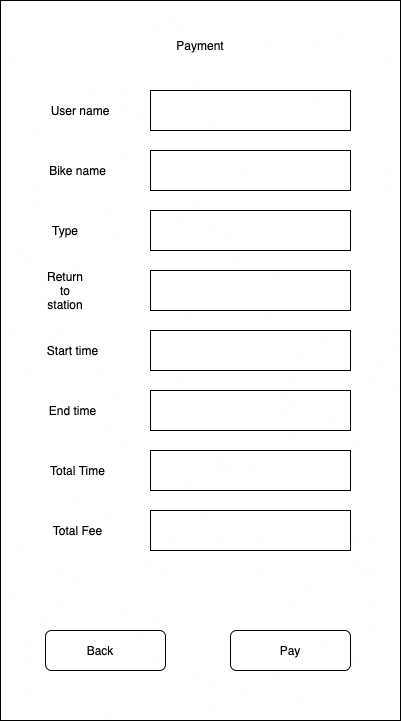 Payment
User name
Bike name
Type
Return
to
station
Start time
End time
Total Time
Total Fee
Back
Pay